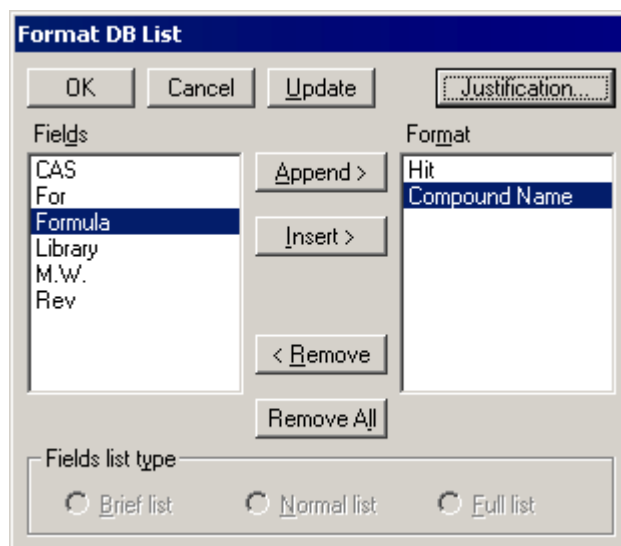 Format DB List
OK Cancel Update Justification...
Fields Format
CAS
For
Formula
Library
M.W.
Rev
Append >
Insert >
< Remove
Remove All
Hit
Compound Name
Fields list type
Brief list Normal list Full list